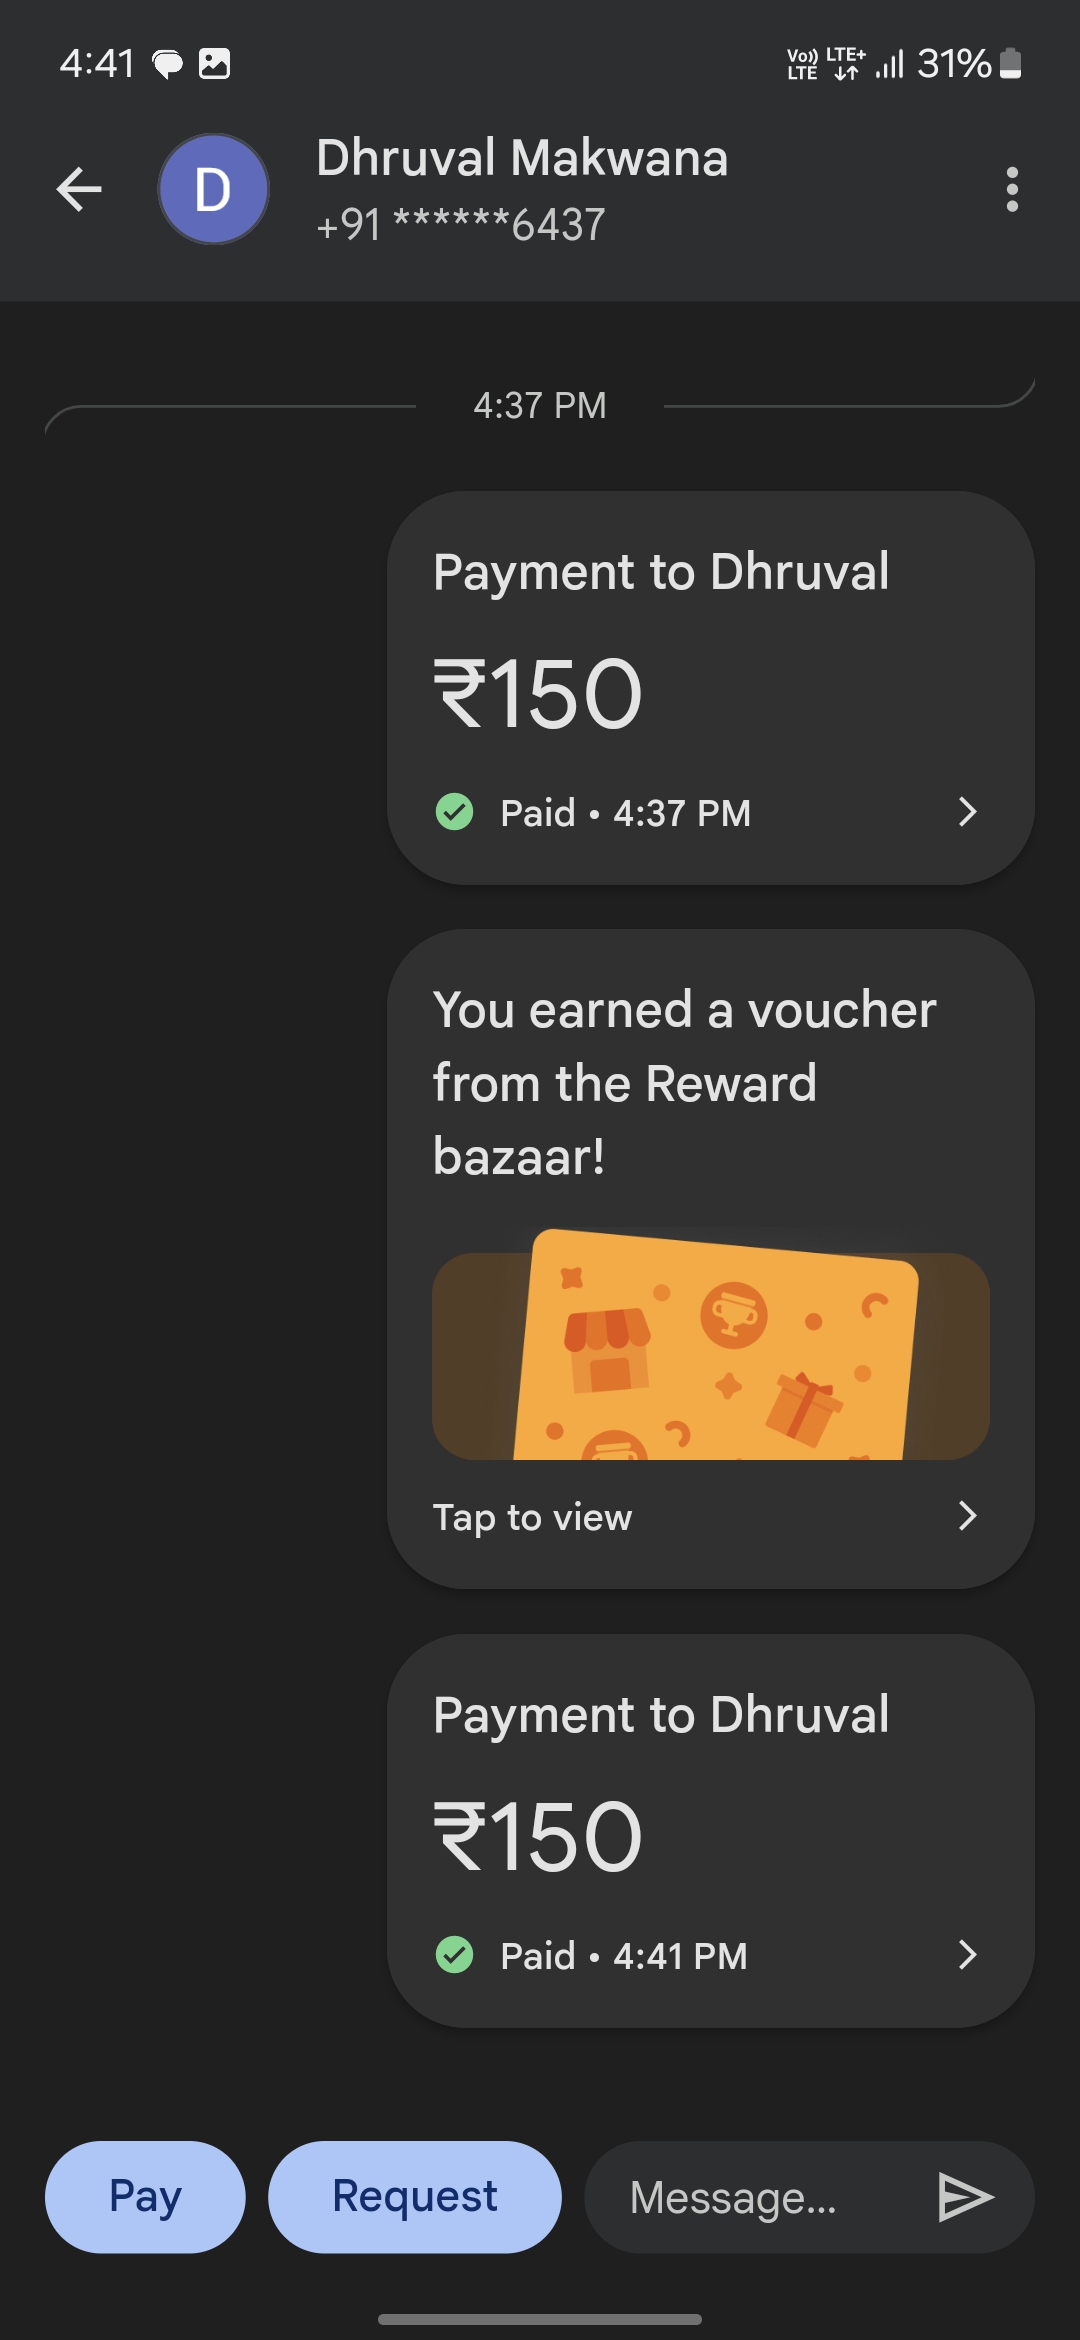 4:41
Vo)) LTE+
LTE
31%
D
Dhruval Makwana
+91 ******6437
4:37 PM
Payment to Dhruval
₹150
Paid • 4:37 PM
You earned a voucher
from the Reward
bazaar!
Tap to view
Payment to Dhruval
₹150
Paid • 4:41 PM
Pay
Request
Message...